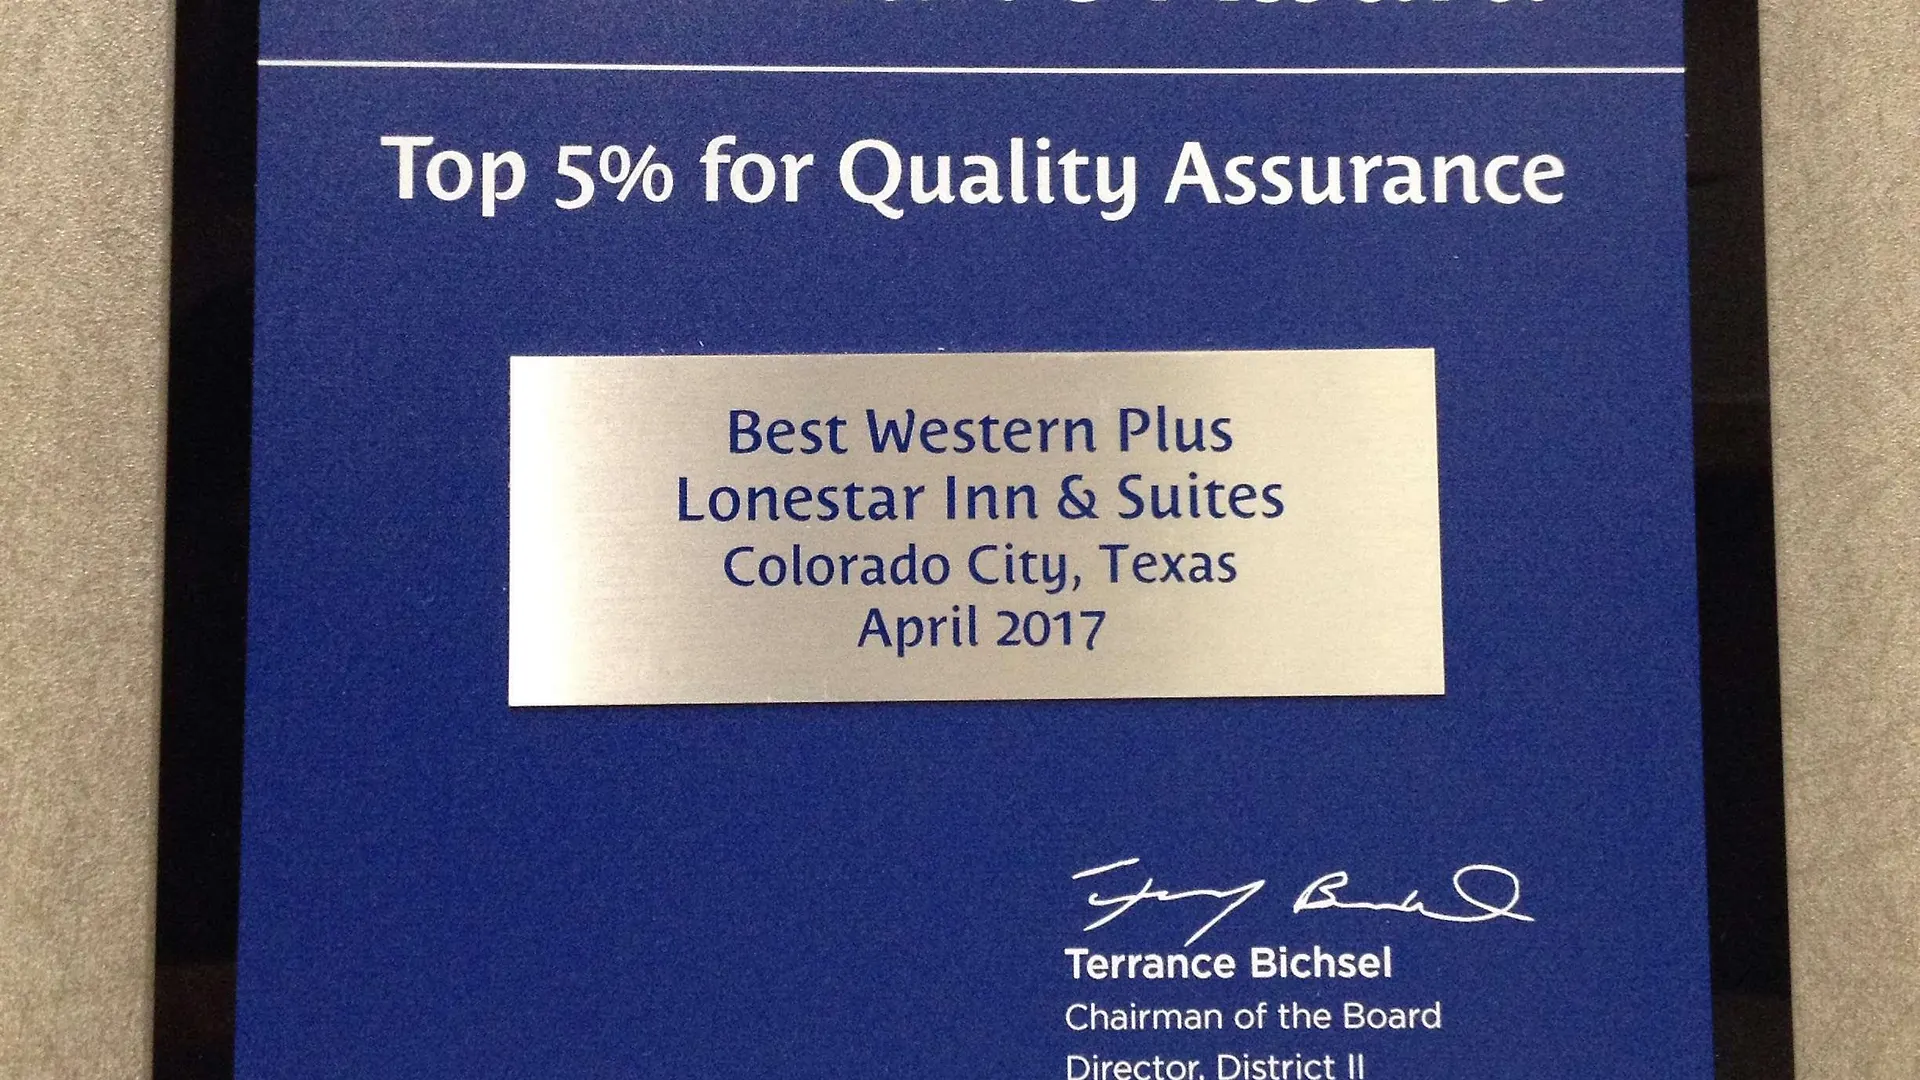 Top 5% for Quality Assurance
Best Western Plus
Lonestar Inn & Suites
Colorado City, Texas
April 2017
Terrance Bichsel
Chairman of the Board
Director, District II